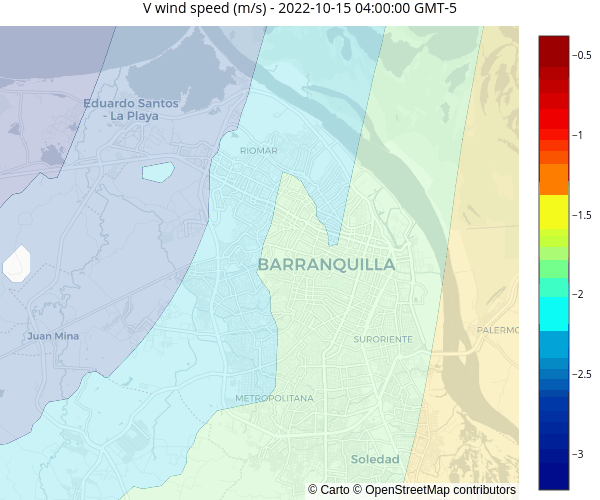 V wind speed (m/s) - 2022-10-15 04:00:00 GMT-5
Eduardo Santos
- La Playa
RIOMAR
BARRANQUILLA
Juan Mina
SURORIENTE
PALERMO
METROPOLITANA
Soledad
© Carto © OpenStreetMap contributors
−0.5
−1
−1.5
−2
−2.5
−3